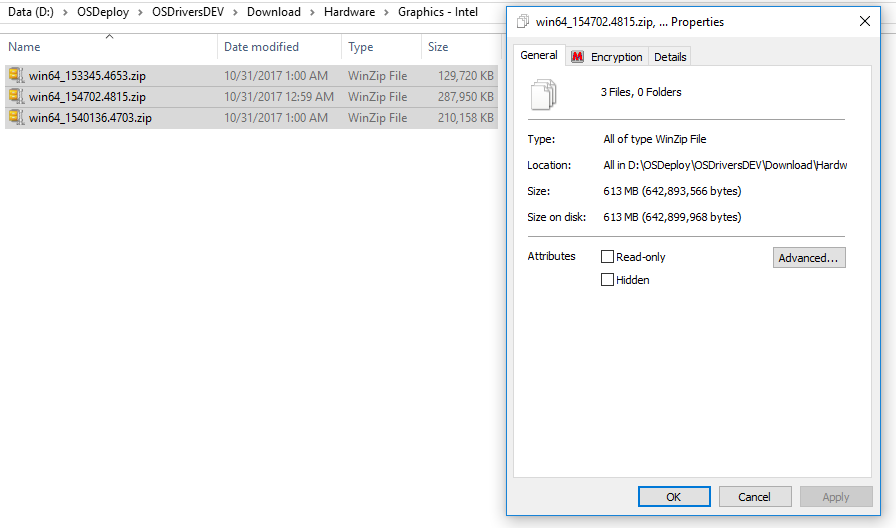 Data (D:) > OSDeploy > OSDriversDEV > Download > Hardware > Graphics - Intel
Name Date modified Type Size
win64_153345.4653.zip 10/31/2017 1:00 AM WinZip File 129,720 KB
win64_154702.4815.zip 10/31/2017 12:59 AM WinZip File 287,950 KB
win64_1540136.4703.zip 10/31/2017 1:00 AM WinZip File 210,158 KB
win64_154702.4815.zip, ... Properties
General M Encryption Details
3 Files, 0 Folders
Type: All of type WinZip File
Location: All in D:\OSDeploy\OSDriversDEV\Download\Hardw
Size: 613 MB (642,893,566 bytes)
Size on disk: 613 MB (642,899,968 bytes)
Attributes Read-only Advanced...
Hidden
OK Cancel Apply